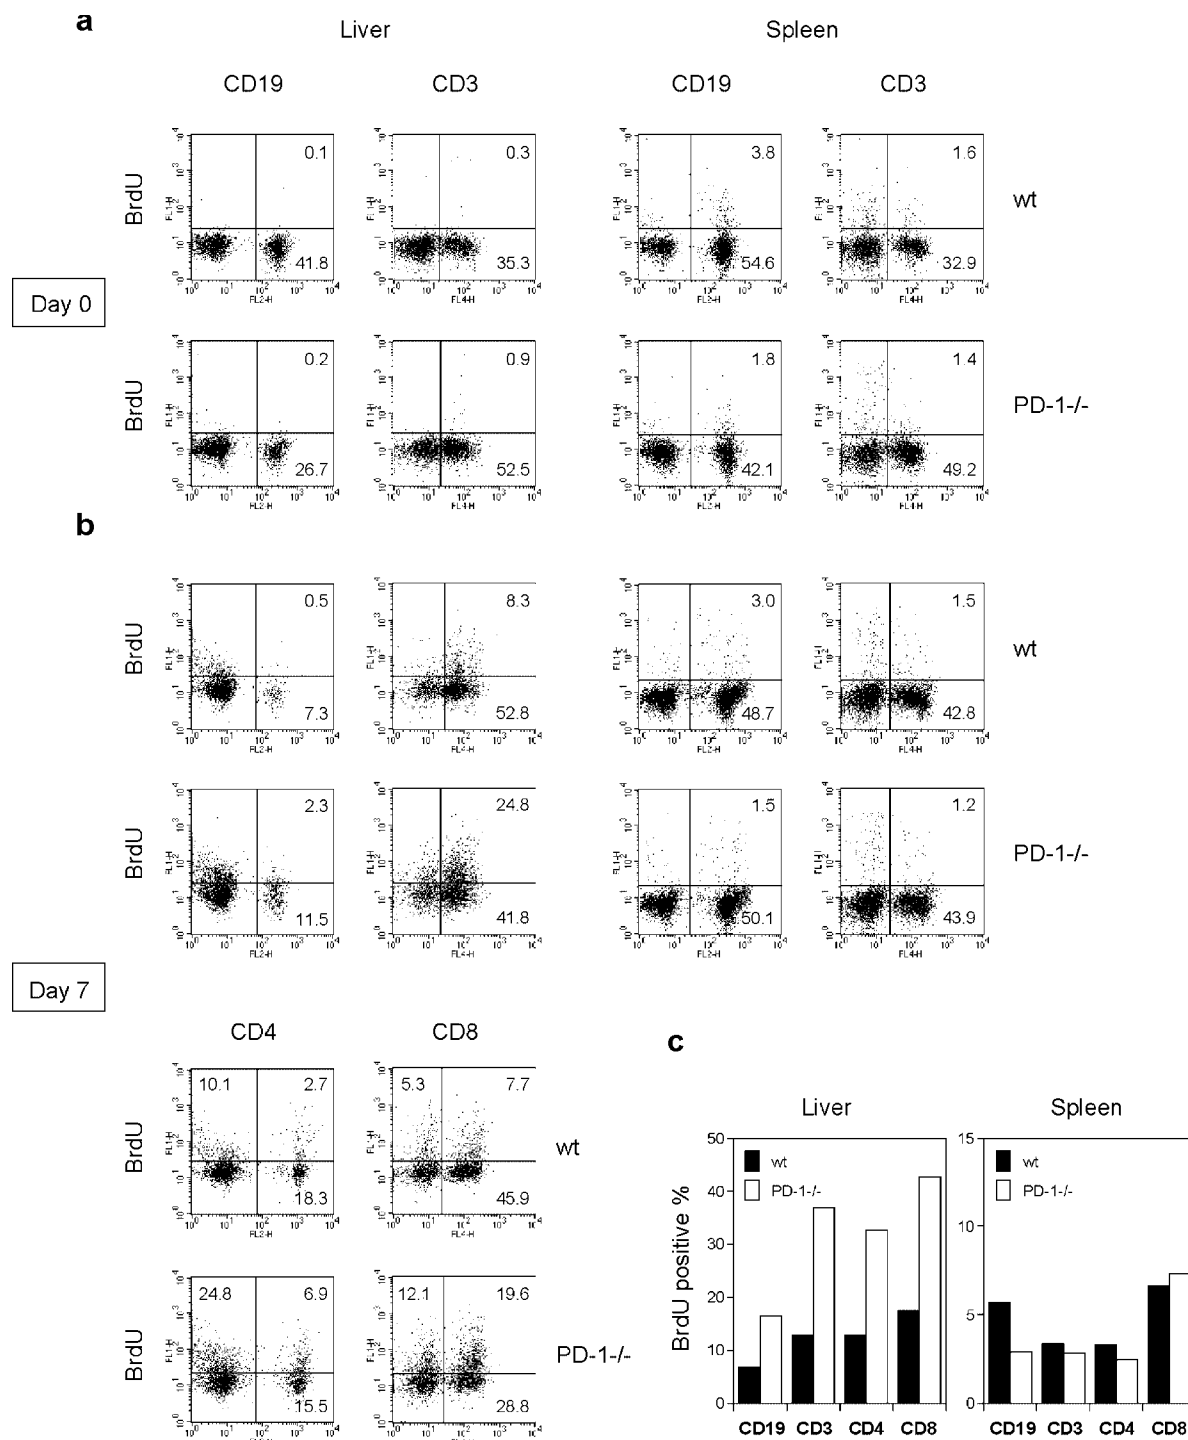 a
Liver
Spleen
CD19
CD3
CD19
CD3
BrdU
0.1
41.8
0.3
35.3
3.8
54.6
1.6
32.9
wt
Day 0
BrdU
0.2
26.7
0.9
52.5
1.8
42.1
1.4
49.2
PD-1-/-
b
BrdU
0.5
7.3
8.3
52.8
3.0
48.7
1.5
42.8
wt
BrdU
2.3
11.5
24.8
41.8
1.5
50.1
1.2
43.9
PD-1-/-
Day 7
CD4
CD8
BrdU
10.1
2.7
18.3
5.3
7.7
45.9
wt
BrdU
24.8
6.9
15.5
12.1
19.6
28.8
PD-1-/-
c
Liver
Spleen
BrdU positive %
50
40
30
20
10
0
wt
PD-1-/-
CD19 CD3 CD4 CD8
15
10
5
0
wt
PD-1-/-
CD19 CD3 CD4 CD8